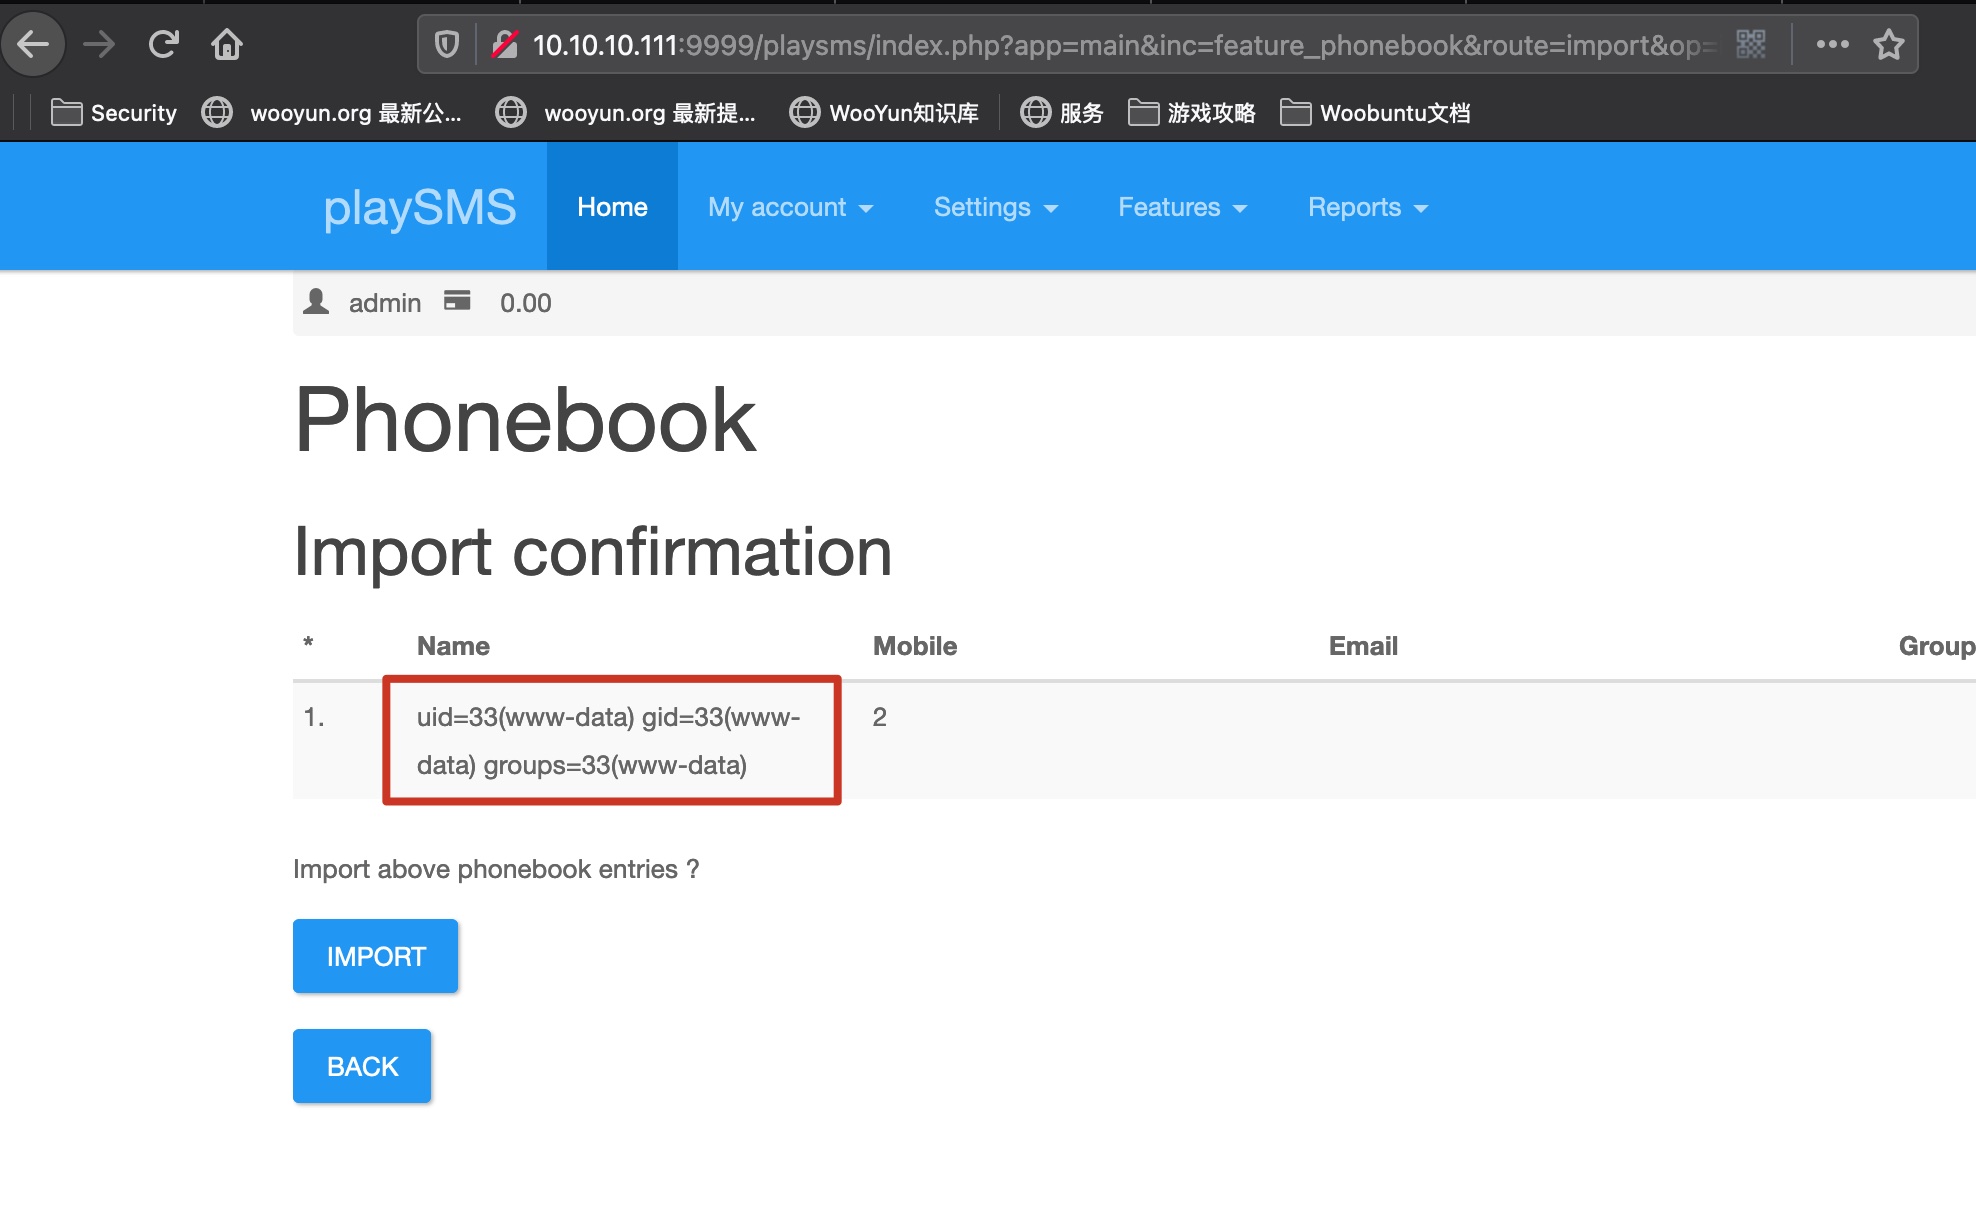 10.10.10.111:9999/playsms/index.php?app=main&inc=feature_phonebook&route=import&op=
Security wooyun.org 最新公... wooyun.org 最新提... WooYun知识库 服务 游戏攻略 Woobuntu文档
playSMS Home My account Settings Features Reports
admin 0.00
Phonebook
Import confirmation
* Name Mobile Email Group
1. uid=33(www-data) gid=33(www- 2
data) groups=33(www-data)
Import above phonebook entries ?
IMPORT
BACK